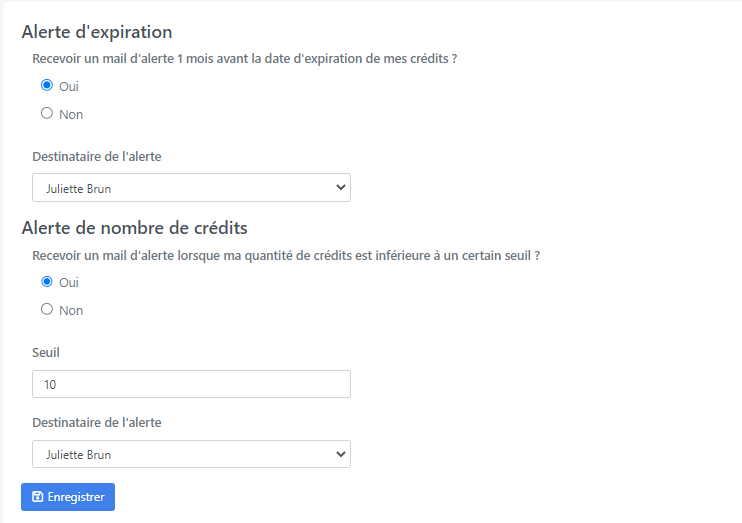 Alerte d'expiration
Recevoir un mail d'alerte 1 mois avant la date d'expiration de mes crédits ?
Oui
Non
Destinataire de l'alerte
Juliette Brun
Alerte de nombre de crédits
Recevoir un mail d'alerte lorsque ma quantité de crédits est inférieure à un certain seuil ?
Oui
Non
Seuil
10
Destinataire de l'alerte
Juliette Brun
Enregistrer